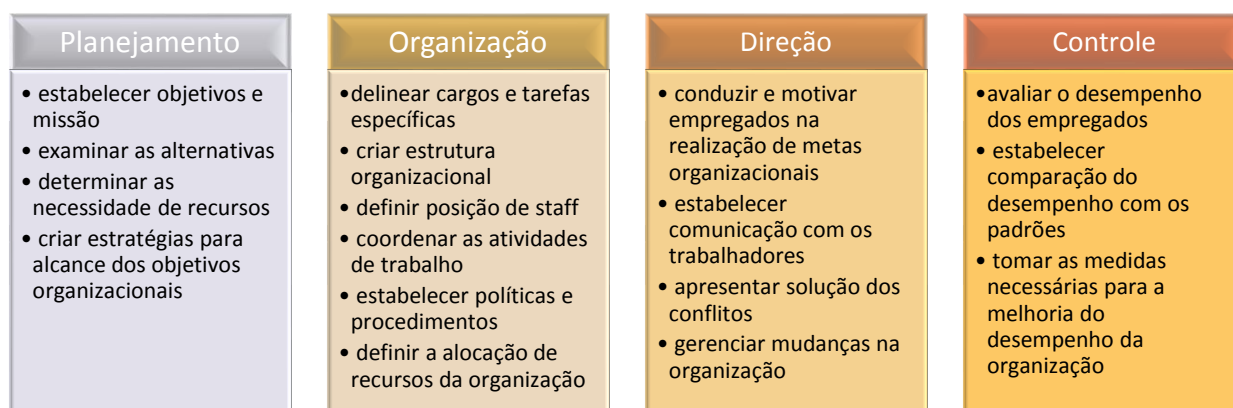 Planejamento
• estabelecer objetivos e
missão
• examinar as alternativas
• determinar as
necessidade de recursos
• criar estratégias para
alcance dos objetivos
organizacionais
Organização
•delinear cargos e tarefas
específicas
• criar estrutura
organizacional
• definir posição de staff
• coordenar as atividades
de trabalho
• estabelecer políticas e
procedimentos
• definir a alocação de
recursos da organização
Direção
• conduzir e motivar
empregados na
realização de metas
organizacionais
• estabelecer
comunicação com os
trabalhadores
• apresentar solução dos
conflitos
• gerenciar mudanças na
organização
Controle
•avaliar o desempenho
dos empregados
• estabelecer
comparação do
desempenho com os
padrões
• tomar as medidas
necessárias para a
melhoria do
desempenho da
organização